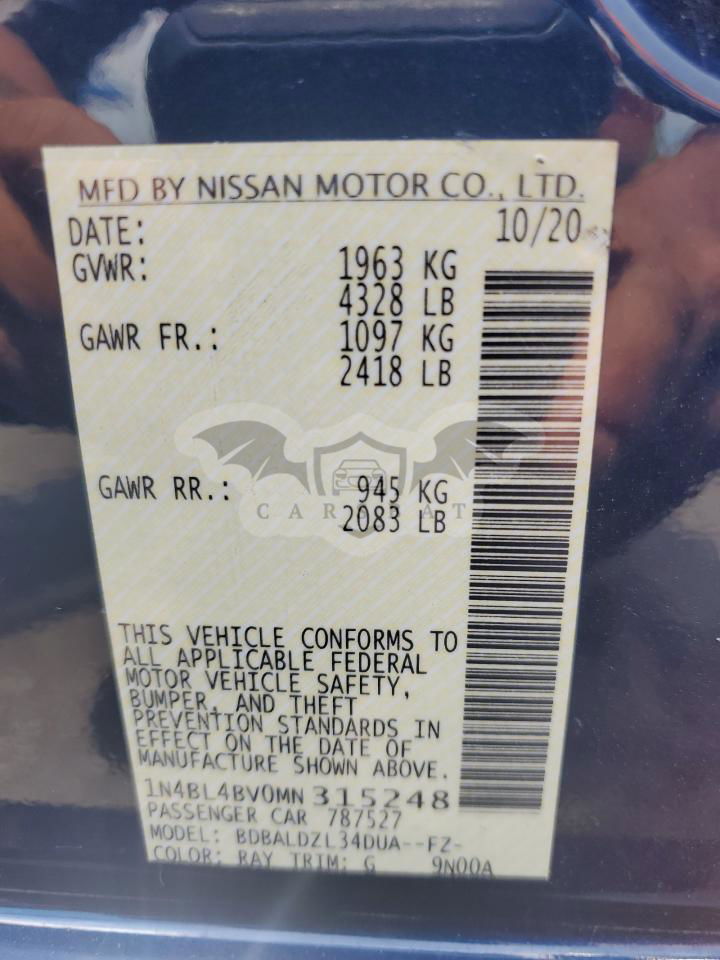 MFD BY NISSAN MOTOR CO., LTD.
DATE: 10/20
GVWR: 1963 KG
4328 LB
GAWR FR.: 1097 KG
2418 LB
GAWR RR.: 945 KG
2083 LB
THIS VEHICLE CONFORMS TO
ALL APPLICABLE FEDERAL
MOTOR VEHICLE SAFETY,
BUMPER, AND THEFT
PREVENTION STANDARDS IN
EFFECT ON THE DATE OF
MANUFACTURE SHOWN ABOVE.
1N4BL4BV0MN 315248
PASSENGER CAR 787527
MODEL: BDBALDZL34DUA--FZ-
COLOR: RAY TRIM: G 9N00A